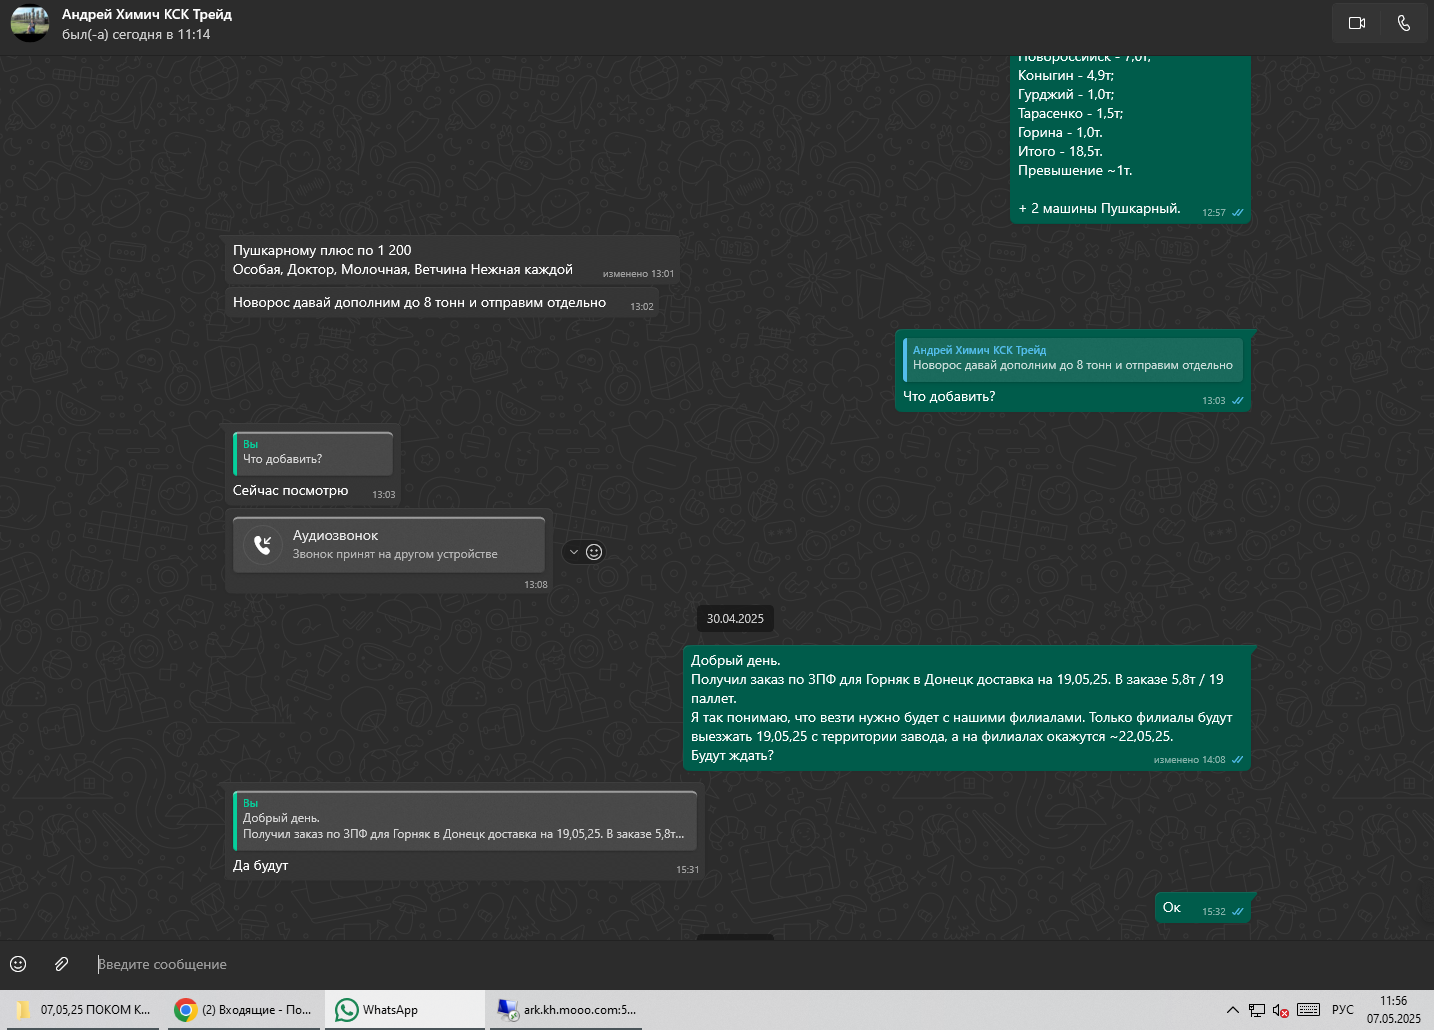 Андрей Химич КСК Трейд
был(-а) сегодня в 11:14
Новороссийск - 7,0т;
Коныгин - 4,9т;
Гурджий - 1,0т;
Тарасенко - 1,5т;
Горина - 1,0т.
Итого - 18,5т.
Превышение ~1т.
+ 2 машины Пушкарный.
12:57
Пушкарному плюс по 1 200
Особая, Доктор, Молочная, Ветчина Нежная каждой
изменено 13:01
Новорос давай дополним до 8 тонн и отправим отдельно
13:02
Андрей Химич КСК Трейд
Новорос давай дополним до 8 тонн и отправим отдельно
Что добавить?
13:03
Вы
Что добавить?
Сейчас посмотрю
13:03
Аудиозвонок
Звонок принят на другом устройстве
13:08
30.04.2025
Добрый день.
Получил заказ по ЗПФ для Горняк в Донецк доставка на 19,05,25. В заказе 5,8т / 19
паллет.
Я так понимаю, что везти нужно будет с нашими филиалами. Только филиалы будут
выезжать 19,05,25 с территории завода, а на филиалах окажутся ~22,05,25.
Будут ждать?
изменено 14:08
Вы
Добрый день.
Получил заказ по ЗПФ для Горняк в Донецк доставка на 19,05,25. В заказе 5,8т...
Да будут
15:31
Ок
15:32
Введите сообщение
07,05,25 ПОКОМ К...
(2) Входящие - По...
WhatsApp
ark.kh.mooo.com:5...
РУС
11:56
07.05.2025